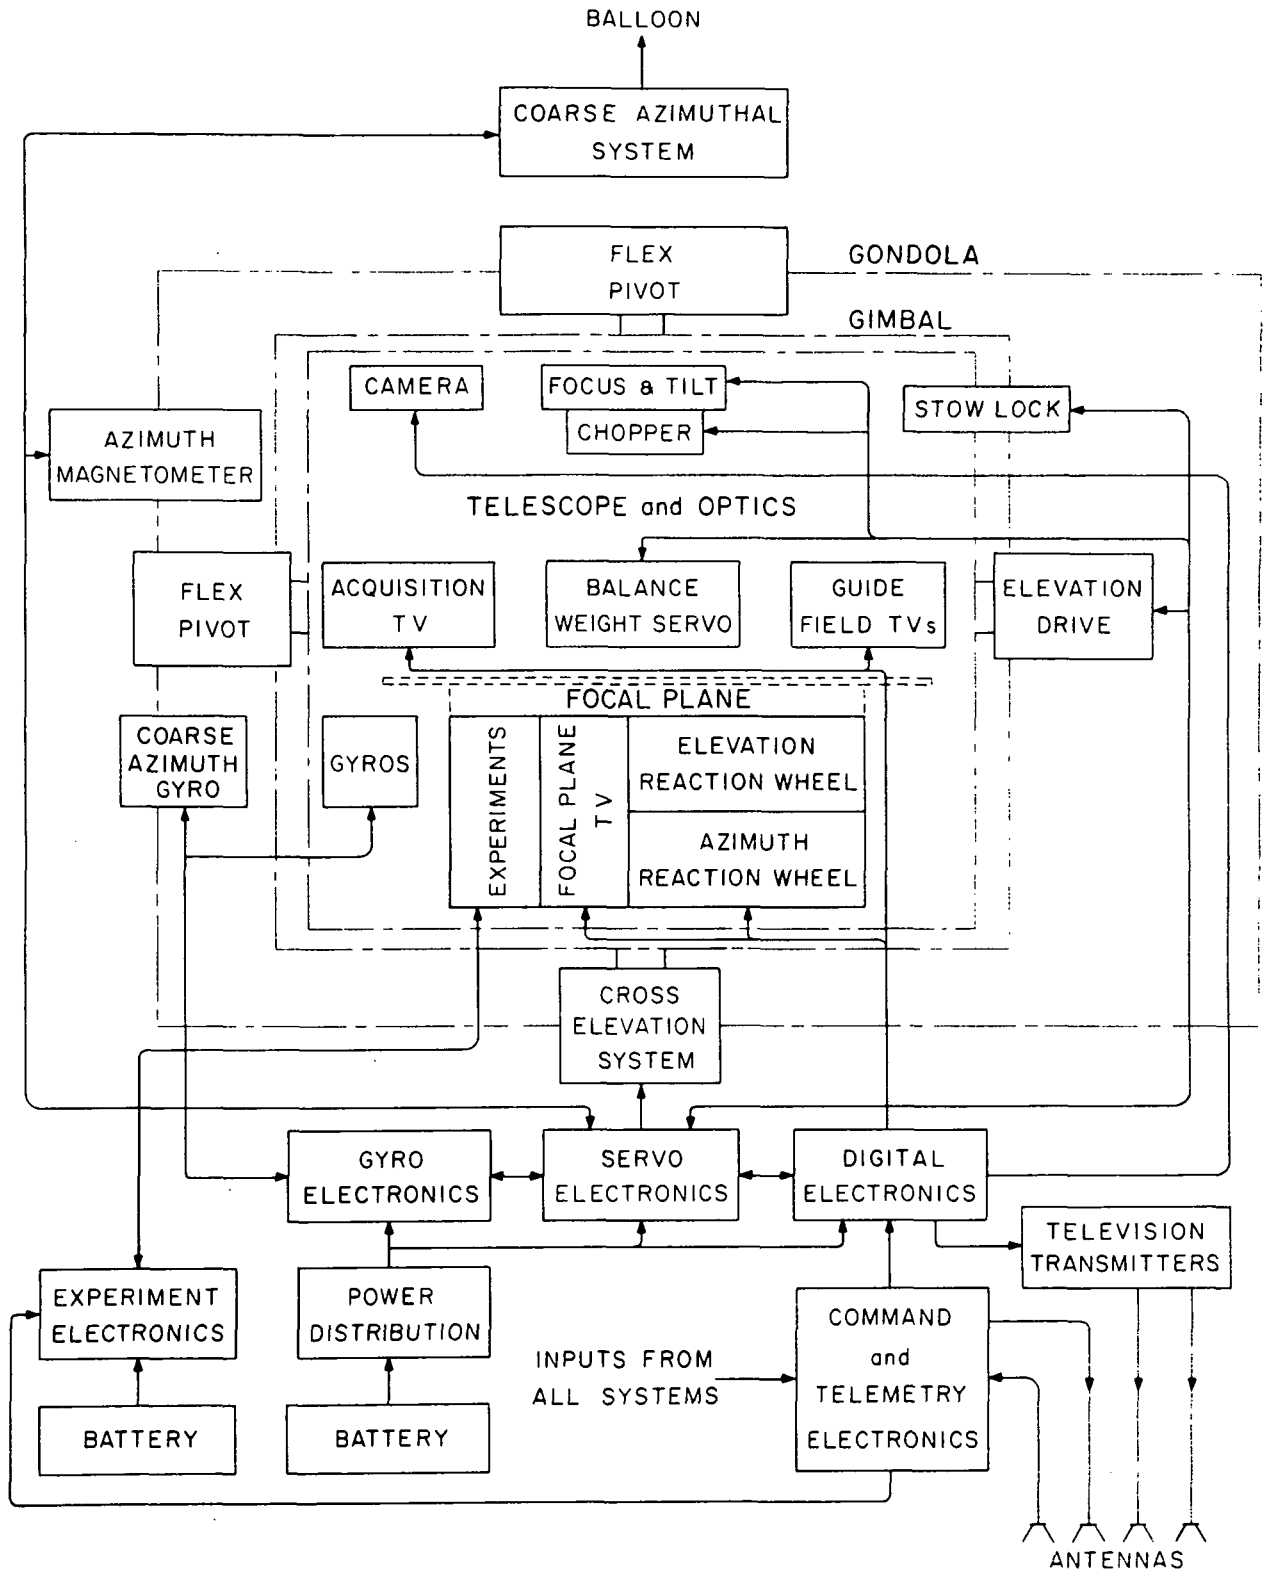 BALLOON
COARSE AZIMUTHAL
SYSTEM
FLEX
PIVOT
GONDOLA
GIMBAL
CAMERA
FOCUS & TILT
CHOPPER
STOW LOCK
AZIMUTH
MAGNETOMETER
TELESCOPE and OPTICS
FLEX
PIVOT
ACQUISITION
TV
BALANCE
WEIGHT SERVO
GUIDE
FIELD TVs
ELEVATION
DRIVE
FOCAL PLANE
COARSE
AZIMUTH
GYRO
GYROS
EXPERIMENTS
FOCAL PLANE
TV
ELEVATION
REACTION WHEEL
AZIMUTH
REACTION WHEEL
CROSS
ELEVATION
SYSTEM
GYRO
ELECTRONICS
SERVO
ELECTRONICS
DIGITAL
ELECTRONICS
TELEVISION
TRANSMITTERS
EXPERIMENT
ELECTRONICS
POWER
DISTRIBUTION
INPUTS FROM
ALL SYSTEMS
COMMAND
and
TELEMETRY
ELECTRONICS
BATTERY
BATTERY
ANTENNAS